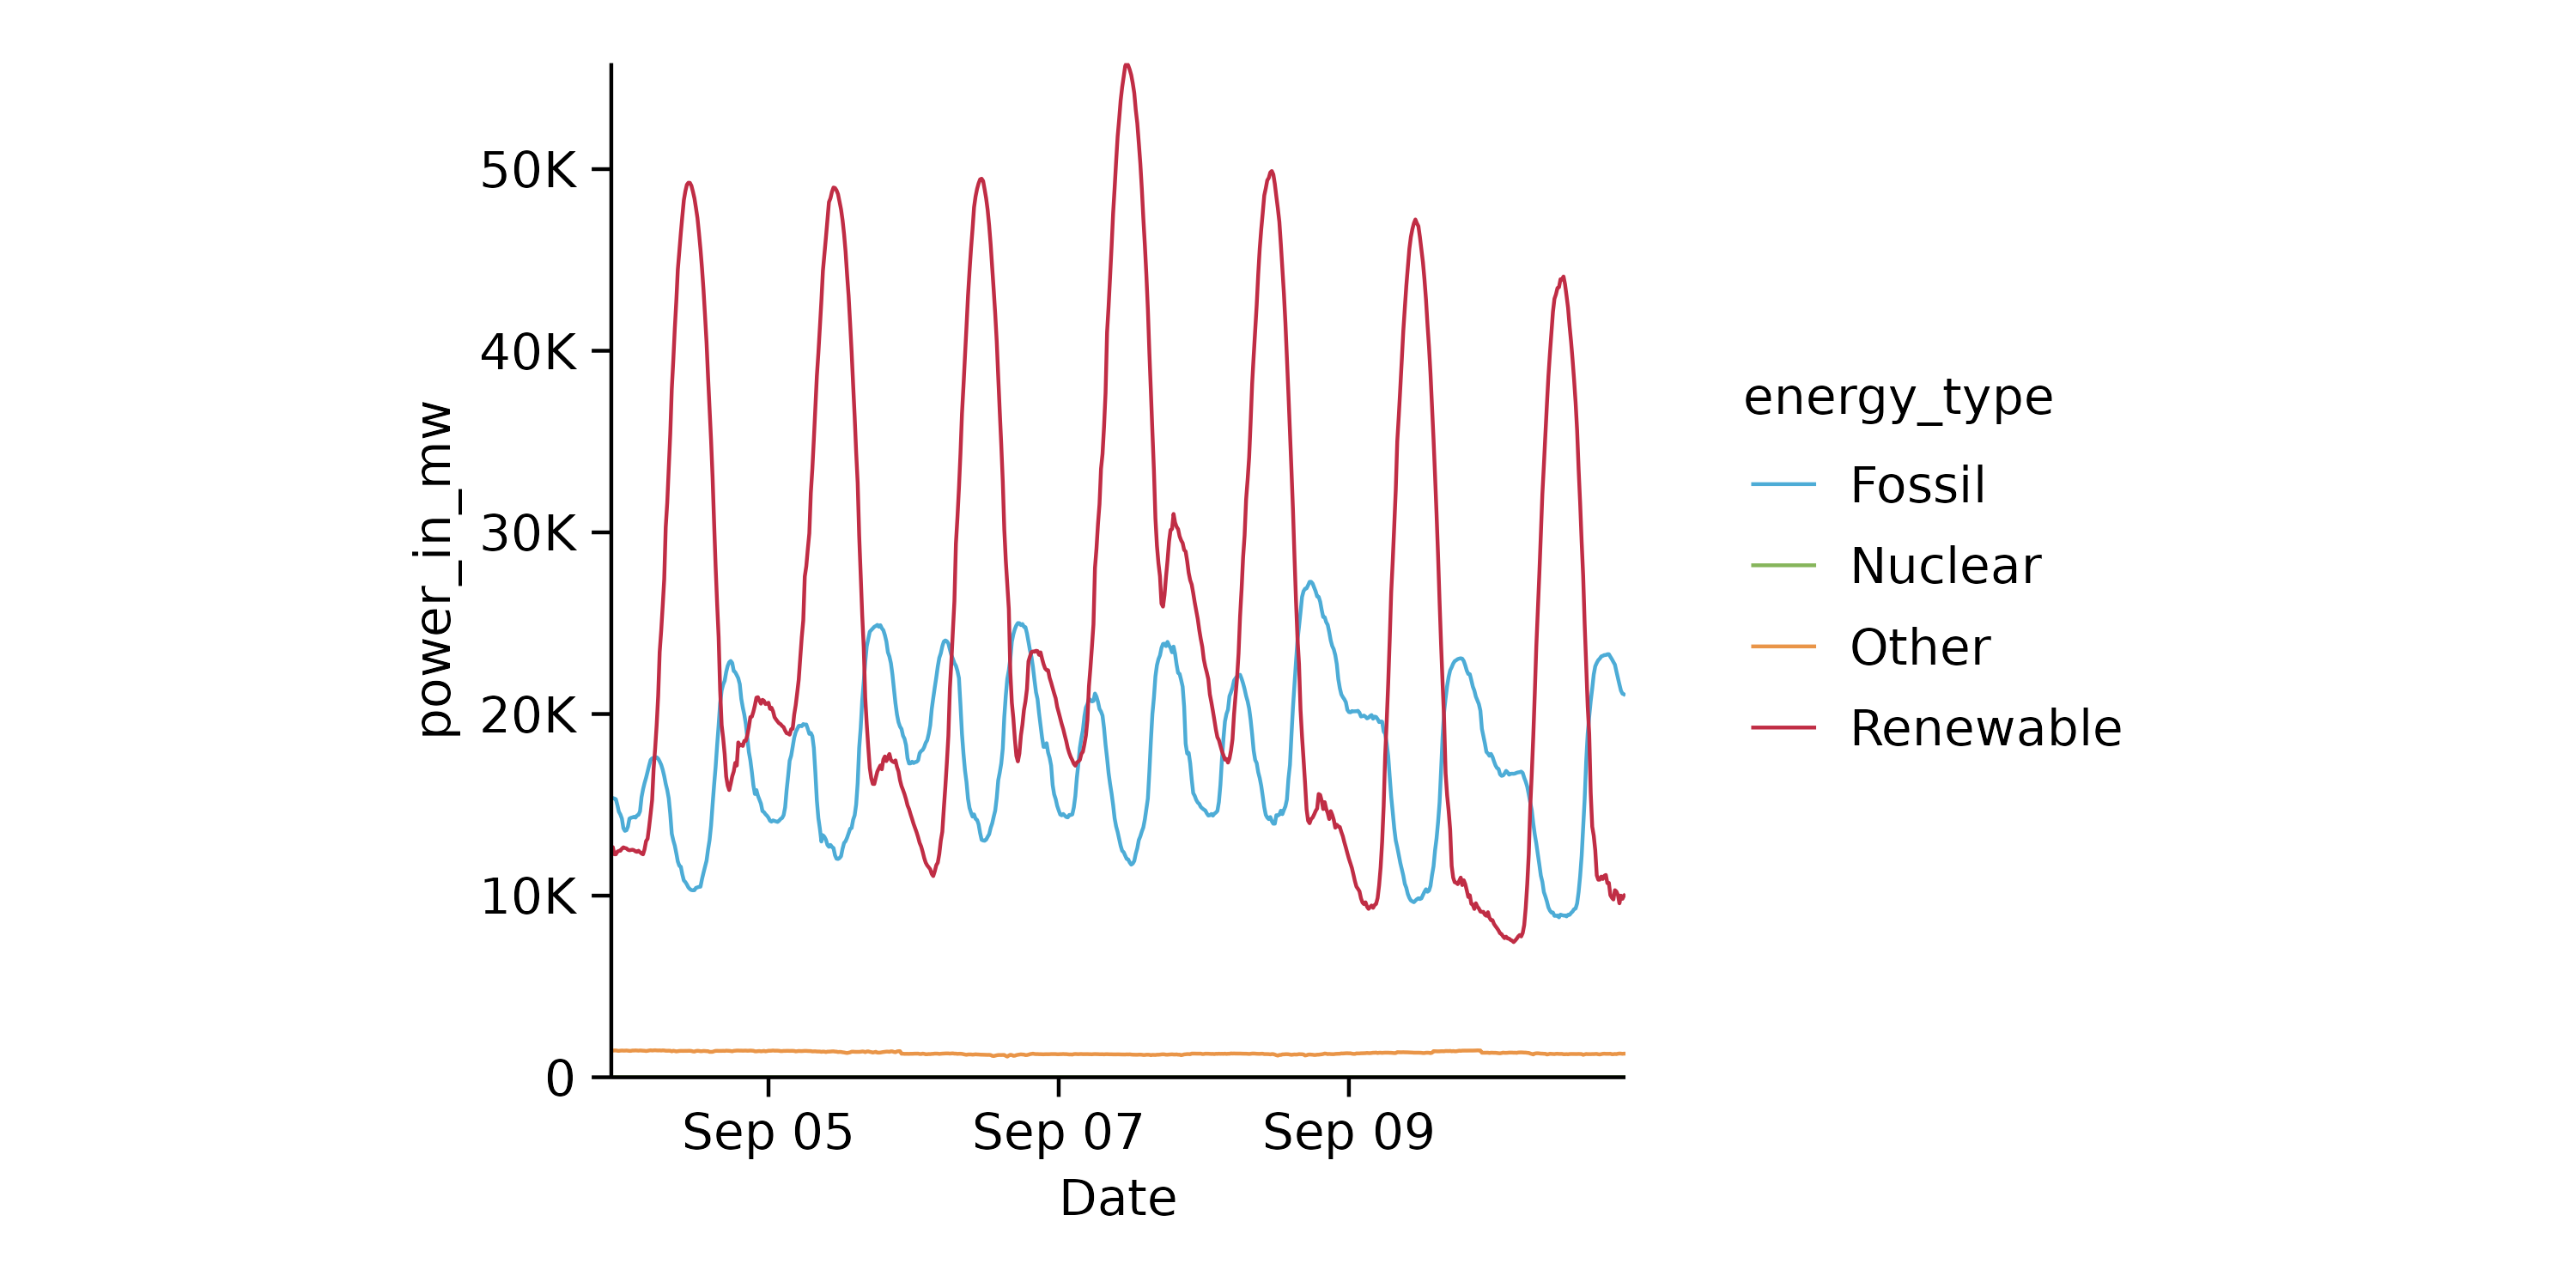 power_in_mw
50K
40K
30K
20K
10K
0
Sep 05
Sep 07
Sep 09
Date
energy_type
Fossil
Nuclear
Other
Renewable